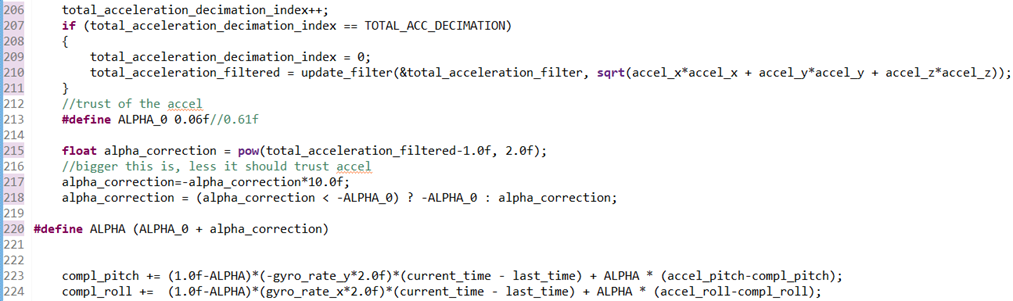 206 total_acceleration_decimation_index++;
207 if (total_acceleration_decimation_index == TOTAL_ACC_DECIMATION)
208 {
209 total_acceleration_decimation_index = 0;
210 total_acceleration_filtered = update_filter(&total_acceleration_filter, sqrt(accel_x*accel_x + accel_y*accel_y + accel_z*accel_z));
211 }
212 //trust of the accel
213 #define ALPHA_0 0.06f//0.61f
214
215 float alpha_correction = pow(total_acceleration_filtered-1.0f, 2.0f);
216 //bigger this is, less it should trust accel
217 alpha_correction=-alpha_correction*10.0f;
218 alpha_correction = (alpha_correction < -ALPHA_0) ? -ALPHA_0 : alpha_correction;
219
220 #define ALPHA (ALPHA_0 + alpha_correction)
221
222
223 compl_pitch += (1.0f-ALPHA)*(-gyro_rate_y*2.0f)*(current_time - last_time) + ALPHA * (accel_pitch-compl_pitch);
224 compl_roll += (1.0f-ALPHA)*(gyro_rate_x*2.0f)*(current_time - last_time) + ALPHA * (accel_roll-compl_roll);